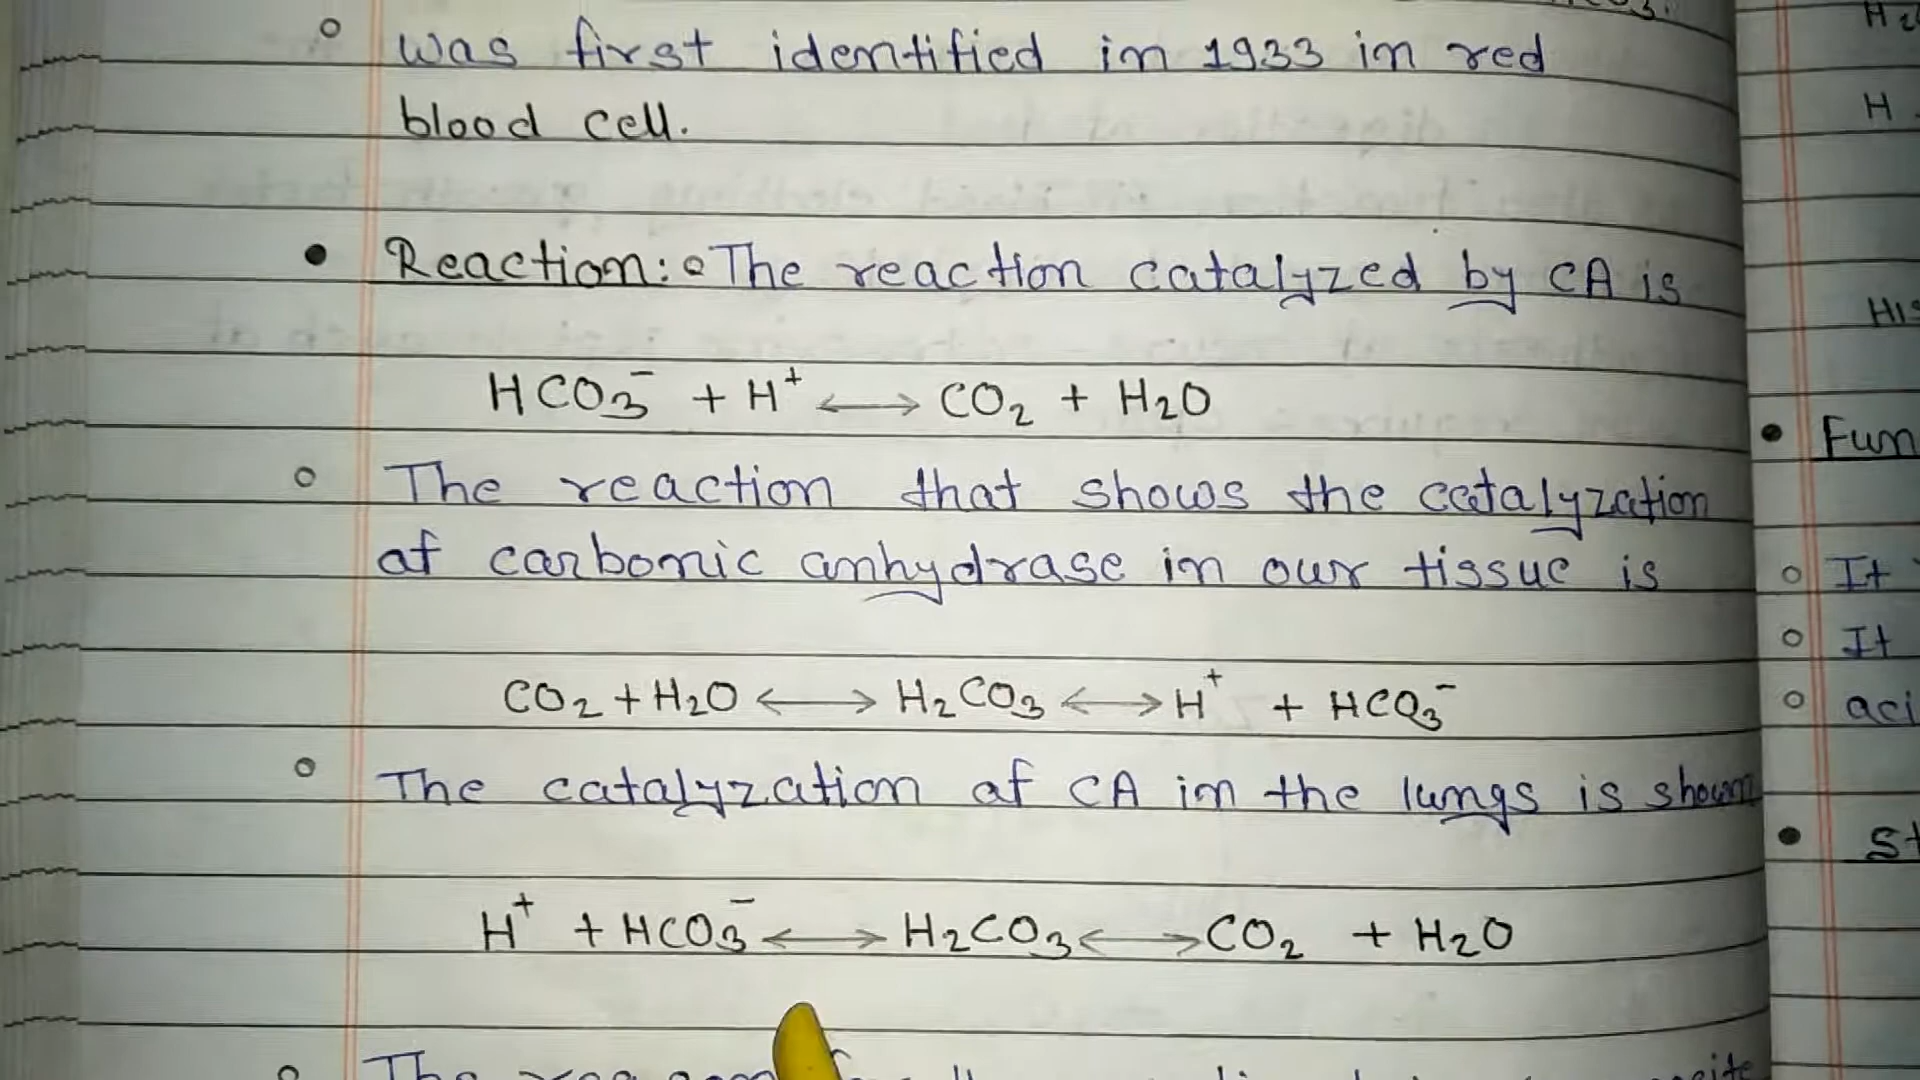 ○ was first identified in 1933 in red
blood cell.
• Reaction: ○ The reaction catalyzed by CA is
HCO₃⁻ + H⁺ ⟷ CO₂ + H₂O
○ The reaction that shows the catalyzation
of carbonic anhydrase in our tissue is
CO₂ + H₂O ⟷ H₂CO₃ ⟷ H⁺ + HCO₃⁻
○ The catalyzation of CA in the lungs is shown
H⁺ + HCO₃⁻ ⟷ H₂CO₃ ⟷ CO₂ + H₂O
○ The
H
• Fun
○ It
○ It
○ aci
• St